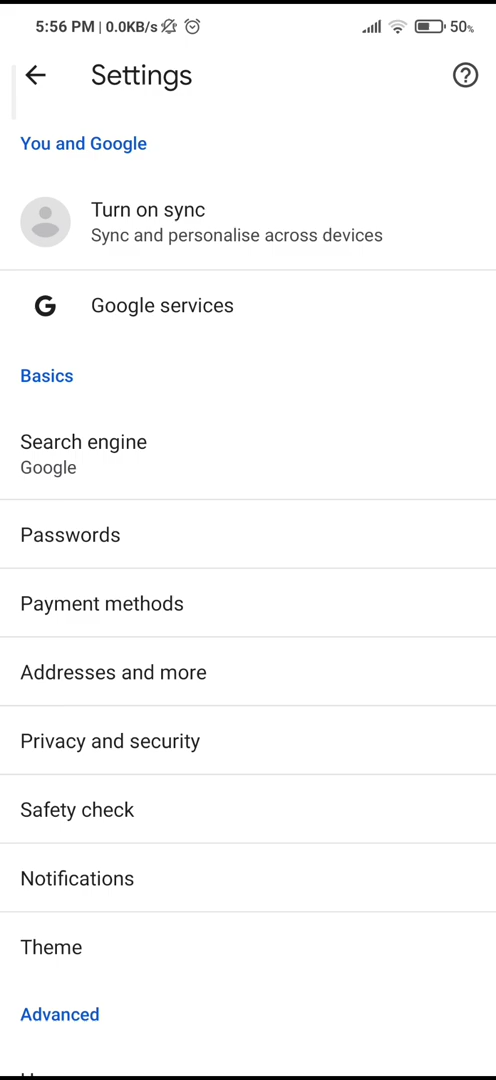 5:56 PM | 0.0KB/s 50%
Settings
You and Google
Turn on sync
Sync and personalise across devices
Google services
Basics
Search engine
Google
Passwords
Payment methods
Addresses and more
Privacy and security
Safety check
Notifications
Theme
Advanced